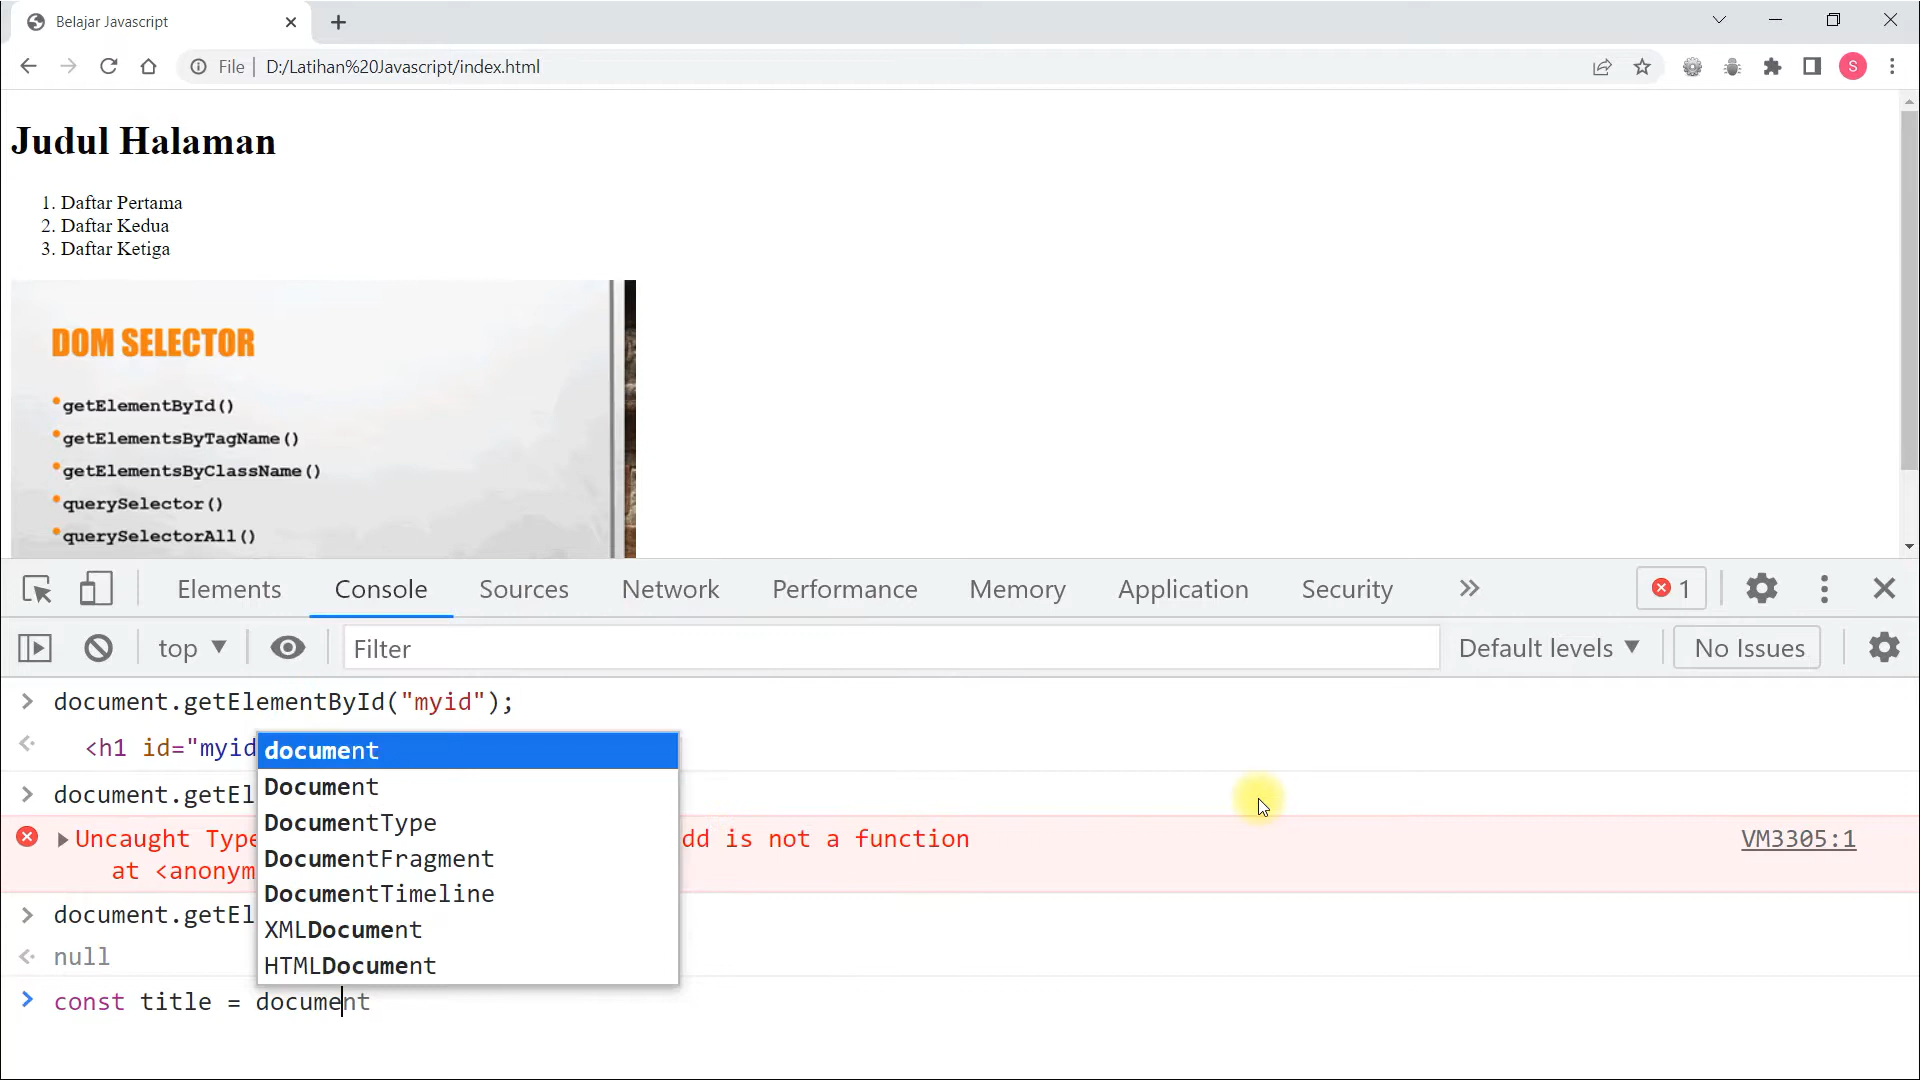 Belajar Javascript
File D:/Latihan%20Javascript/index.html
S
Judul Halaman
1. Daftar Pertama
2. Daftar Kedua
3. Daftar Ketiga
DOM SELECTOR
•getElementById()
•getElementsByTagName()
•getElementsByClassName()
•querySelector()
•querySelectorAll()
Elements Console Sources Network Performance Memory Application Security » 1
top Filter Default levels No Issues
> document.getElementById("myid");
<h1 id="myid
> document.getEl
Uncaught Type dd is not a function VM3305:1
at <anonym
> document.getEl
null
document
Document
DocumentType
DocumentFragment
DocumentTimeline
XMLDocument
HTMLDocument
> const title = document